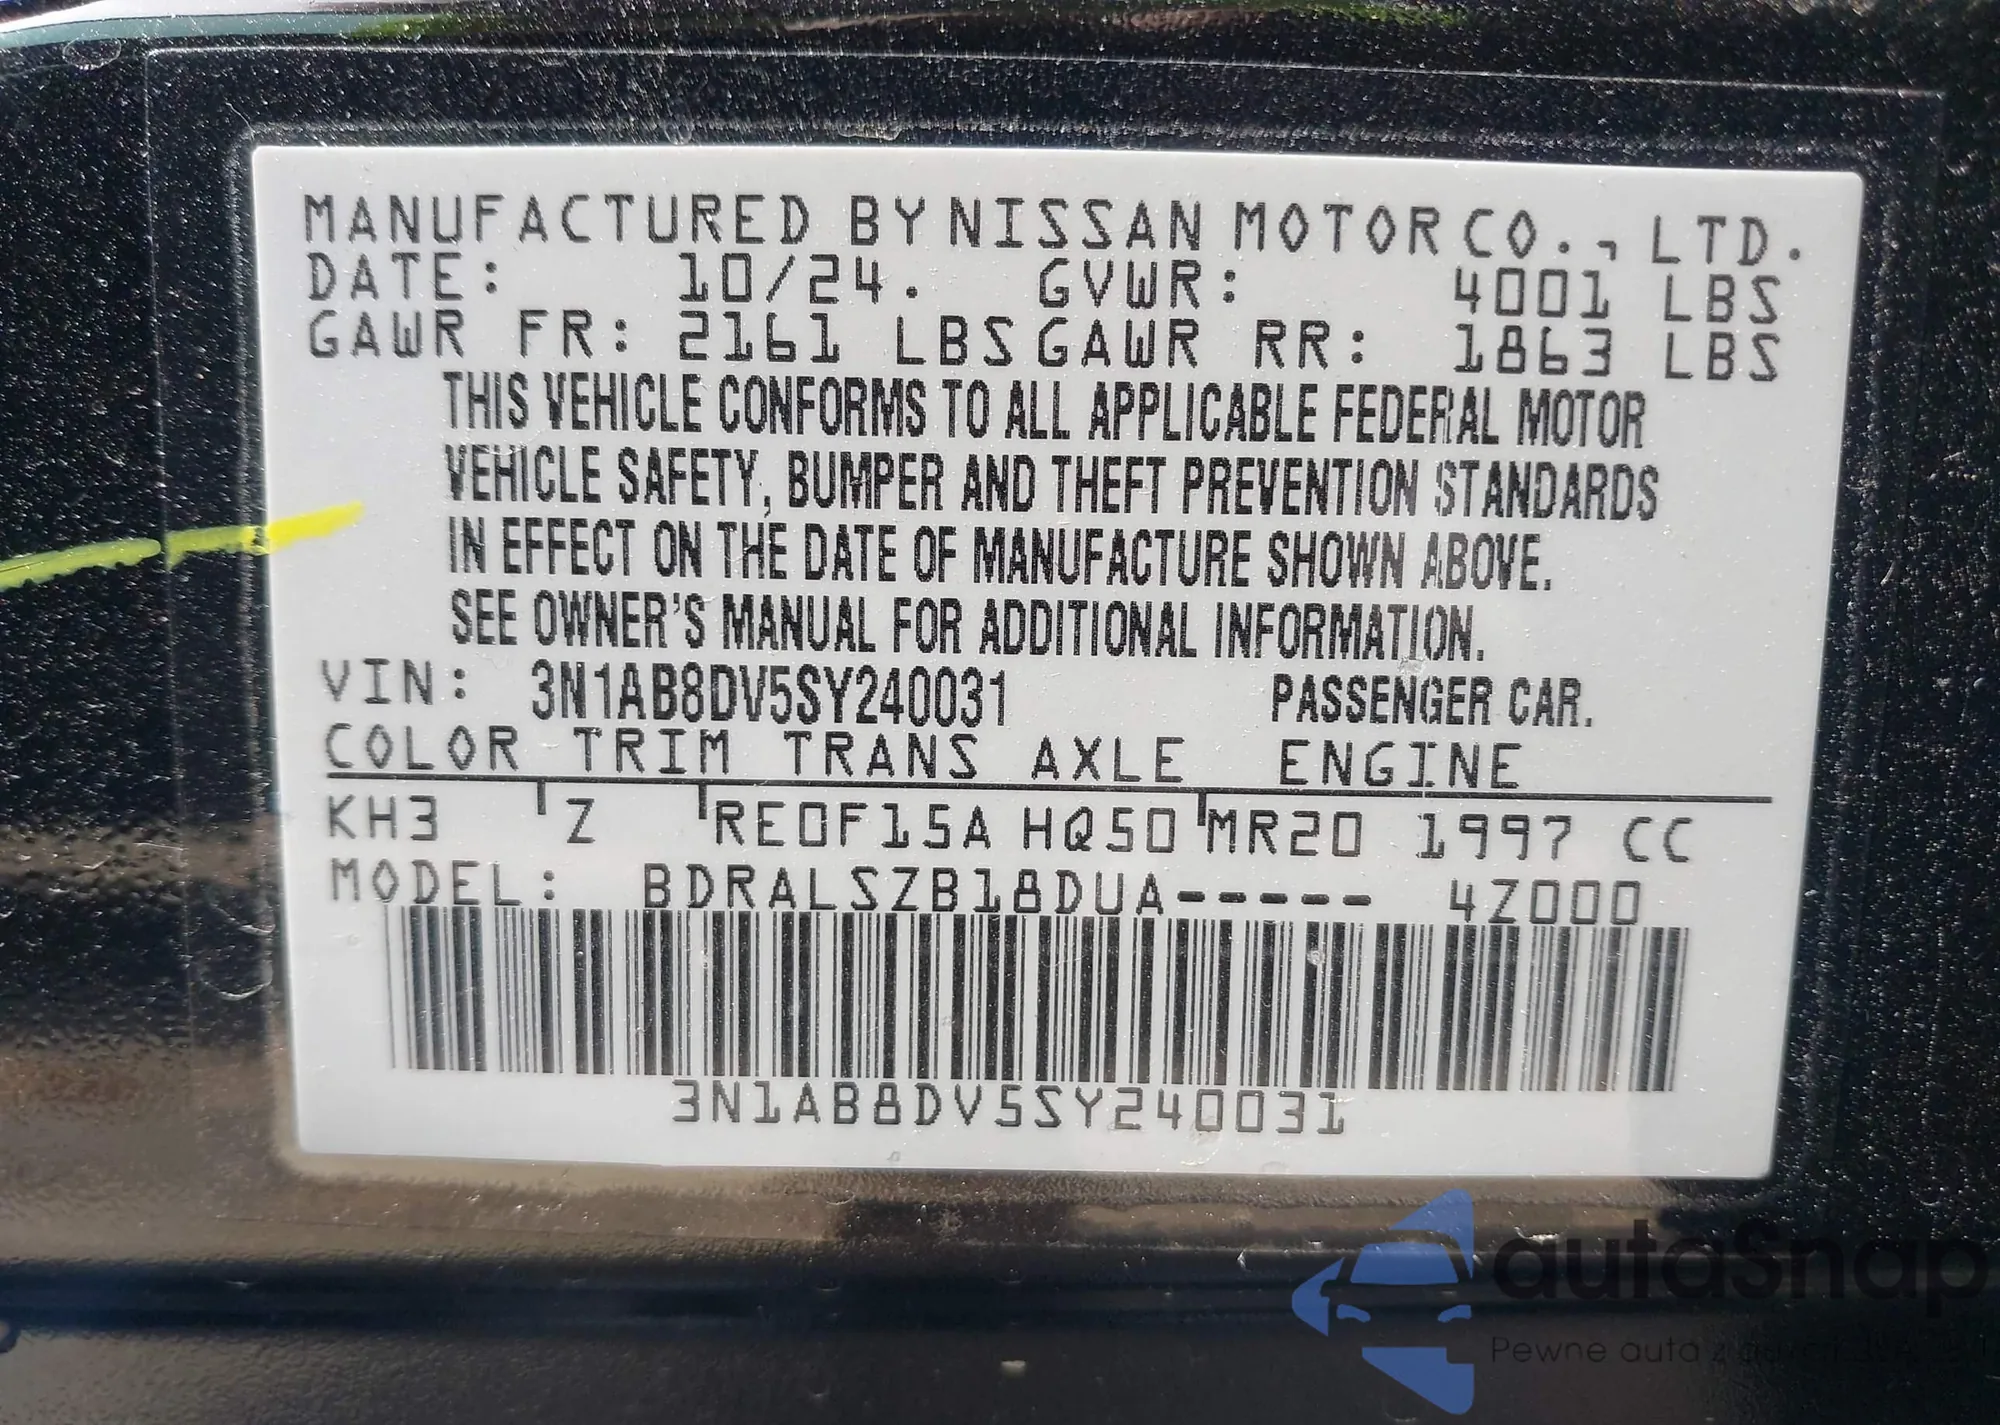 MANUFACTURED BY NISSAN MOTOR CO., LTD.
DATE: 10/24. GVWR: 4001 LBS
GAWR FR: 2161 LBS GAWR RR: 1863 LBS
THIS VEHICLE CONFORMS TO ALL APPLICABLE FEDERAL MOTOR
VEHICLE SAFETY, BUMPER AND THEFT PREVENTION STANDARDS
IN EFFECT ON THE DATE OF MANUFACTURE SHOWN ABOVE.
SEE OWNER'S MANUAL FOR ADDITIONAL INFORMATION.
VIN: 3N1AB8DV5SY240031 PASSENGER CAR.
COLOR TRIM TRANS AXLE ENGINE
KH3 Z RE0F15A HQ50 MR20 1997 CC
MODEL: BDRALSZB18DUA----- 4Z000
3N1AB8DV5SY240031
autoSnap
Pewne auta z